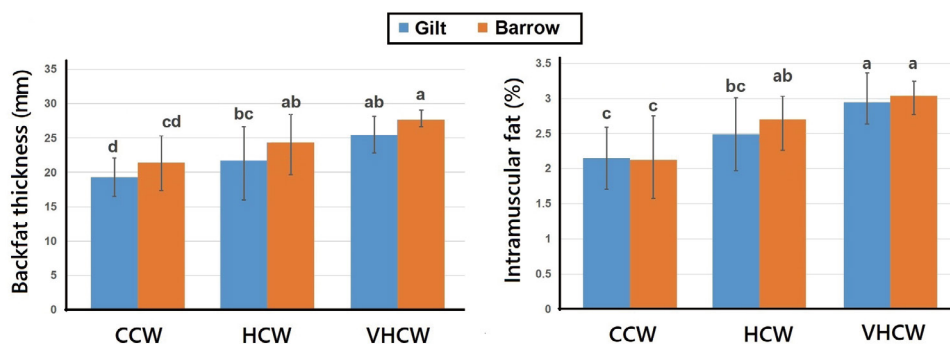 Gilt Barrow
Backfat thickness (mm)
35
30
25
20
15
10
5
0
d cd bc ab ab a
CCW HCW VHCW
Intramuscular fat (%)
3.5
3
2.5
2
1.5
1
0.5
0
c c bc ab a a
CCW HCW VHCW